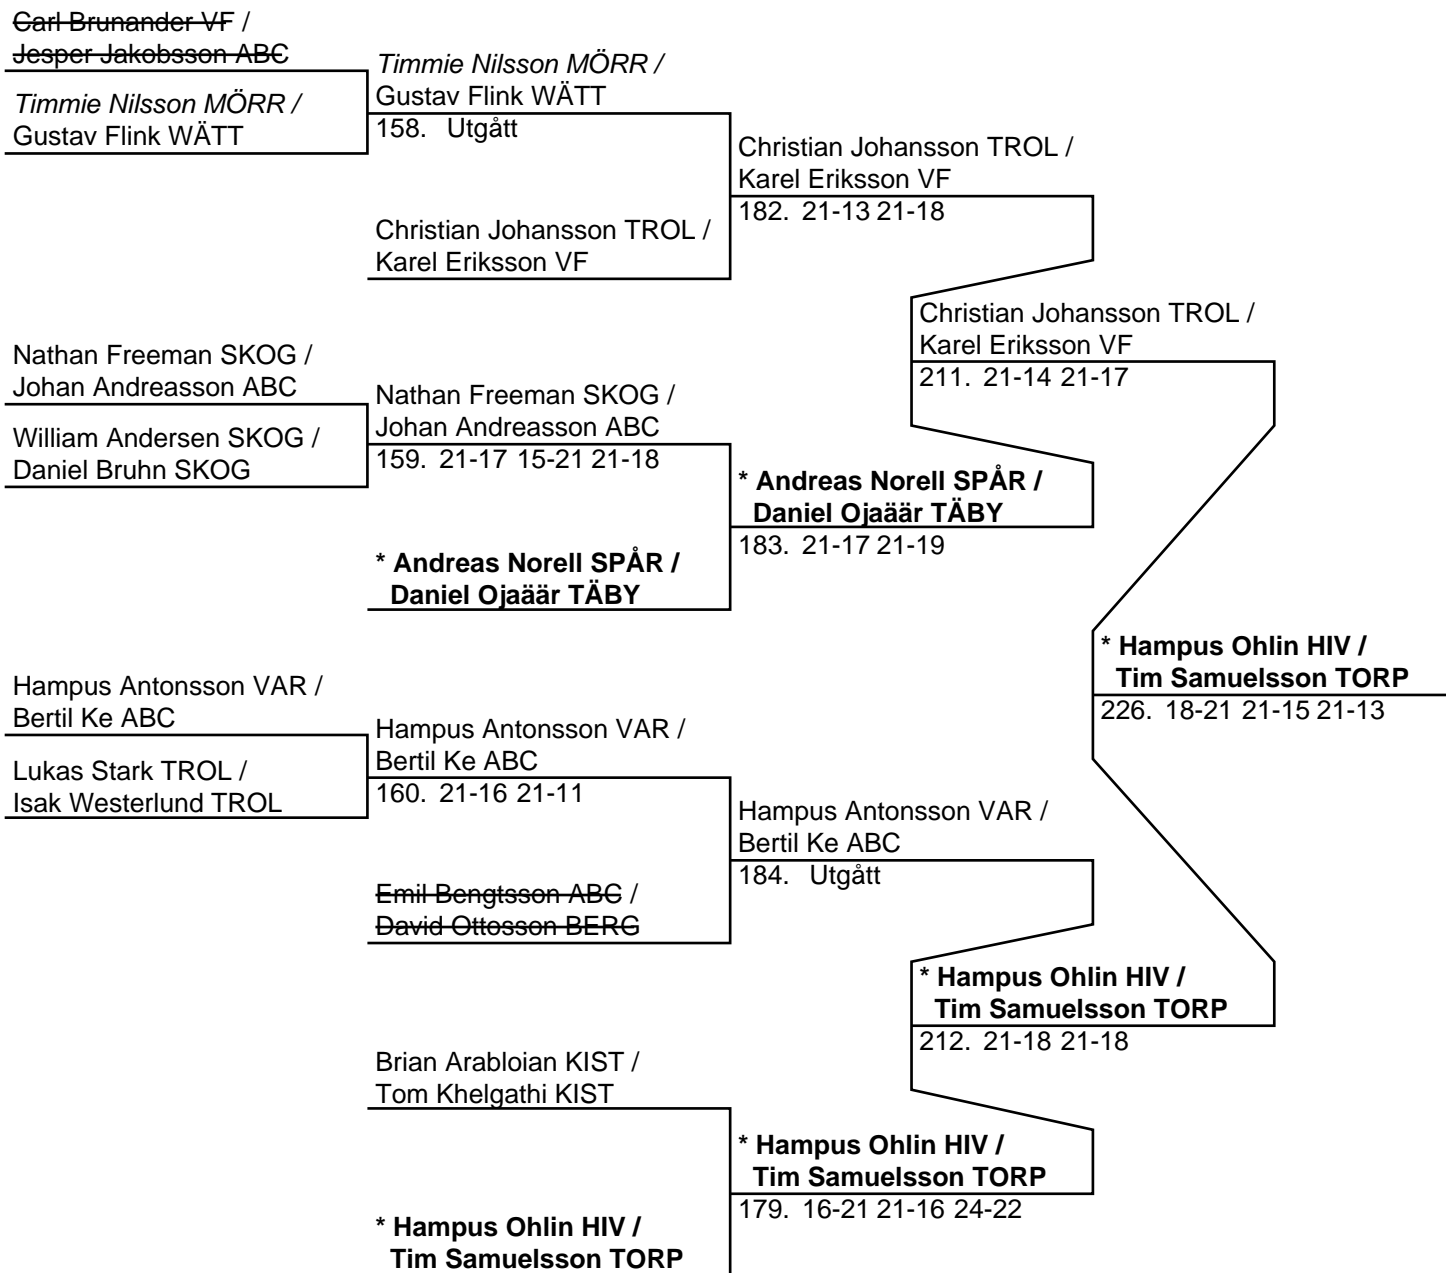 Carl Brunander VF /
Jesper Jakobsson ABC
Timmie Nilsson MÖRR /
Gustav Flink WÄTT
Timmie Nilsson MÖRR /
Gustav Flink WÄTT
158. Utgått
Christian Johansson TROL /
Karel Eriksson VF
Christian Johansson TROL /
Karel Eriksson VF
182. 21-13 21-18
Christian Johansson TROL /
Karel Eriksson VF
211. 21-14 21-17
Nathan Freeman SKOG /
Johan Andreasson ABC
William Andersen SKOG /
Daniel Bruhn SKOG
Nathan Freeman SKOG /
Johan Andreasson ABC
159. 21-17 15-21 21-18
* Andreas Norell SPÅR /
Daniel Ojaäär TÄBY
* Andreas Norell SPÅR /
Daniel Ojaäär TÄBY
183. 21-17 21-19
* Hampus Ohlin HIV /
Tim Samuelsson TORP
226. 18-21 21-15 21-13
Hampus Antonsson VAR /
Bertil Ke ABC
Lukas Stark TROL /
Isak Westerlund TROL
Hampus Antonsson VAR /
Bertil Ke ABC
160. 21-16 21-11
Emil Bengtsson ABC /
David Ottosson BERG
Hampus Antonsson VAR /
Bertil Ke ABC
184. Utgått
* Hampus Ohlin HIV /
Tim Samuelsson TORP
212. 21-18 21-18
Brian Arabloian KIST /
Tom Khelgathi KIST
* Hampus Ohlin HIV /
Tim Samuelsson TORP
* Hampus Ohlin HIV /
Tim Samuelsson TORP
179. 16-21 21-16 24-22